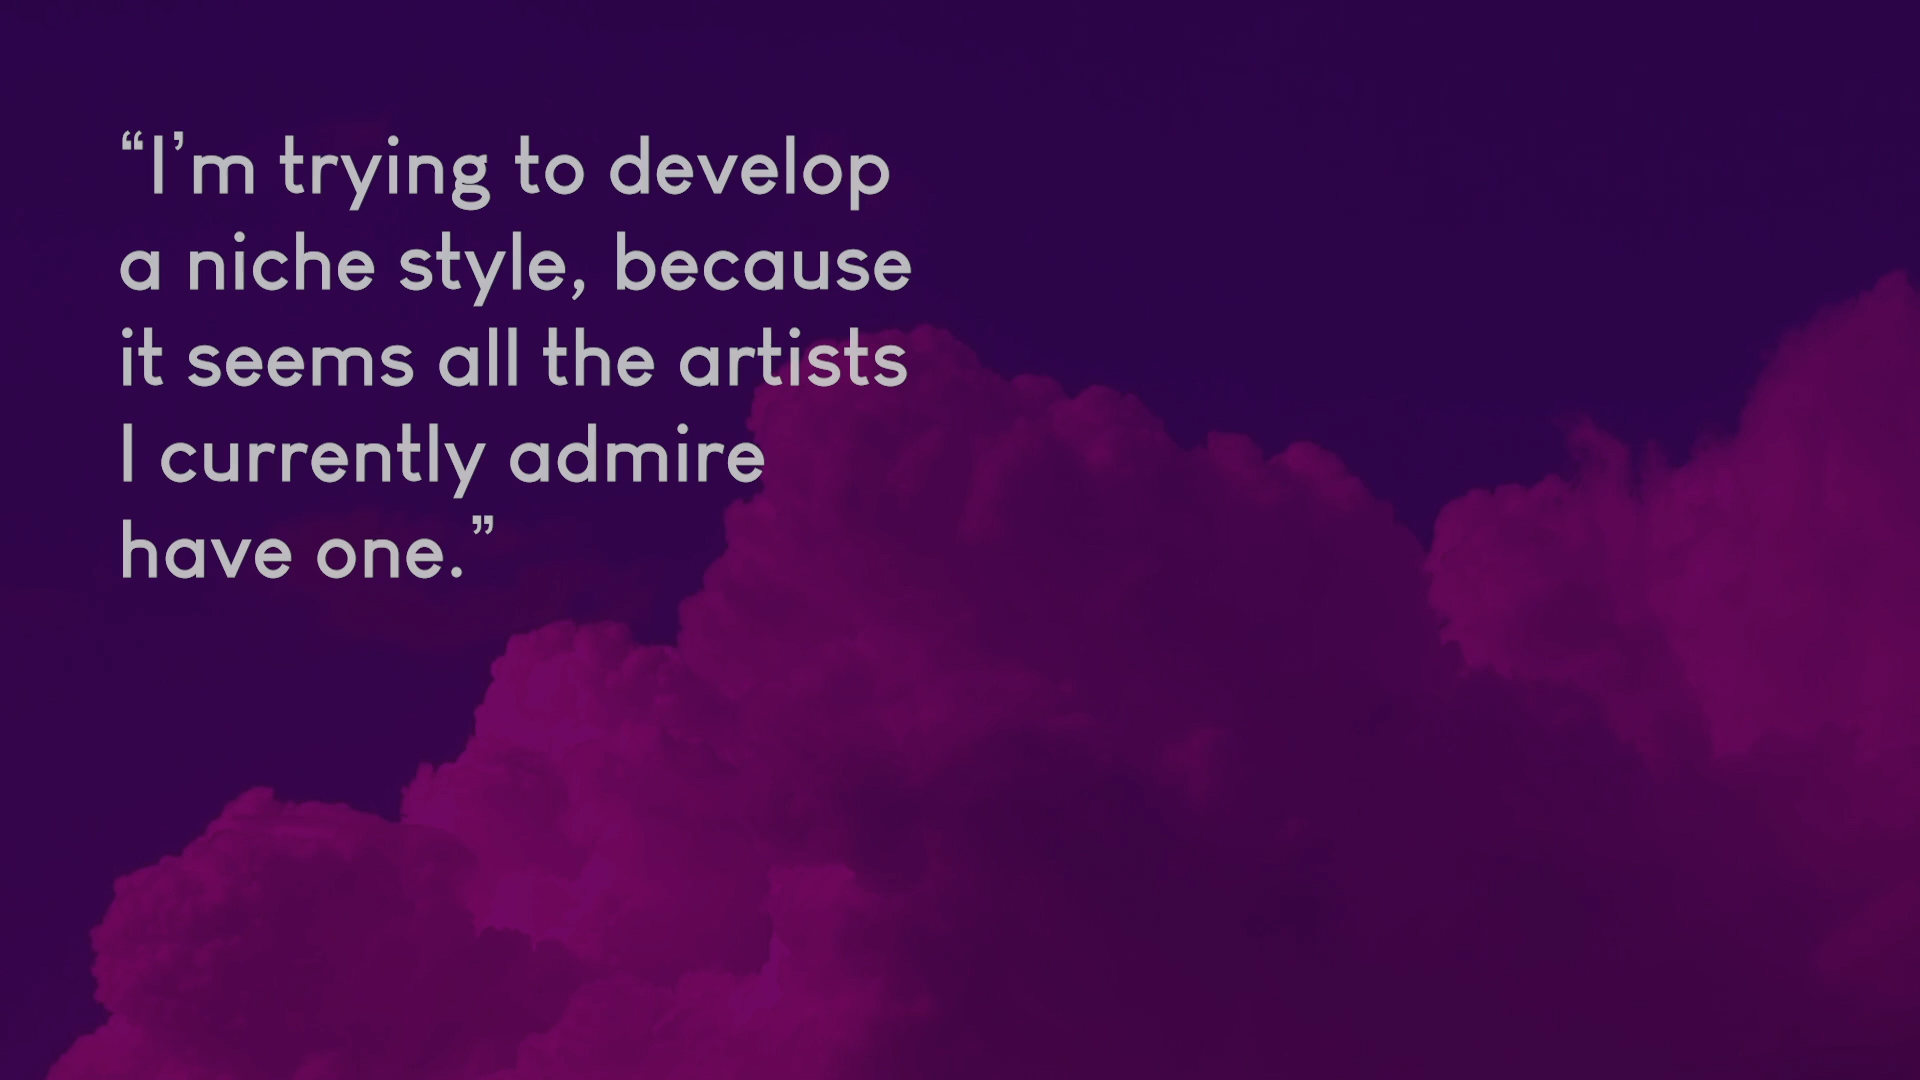 “I’m trying to develop
a niche style, because
it seems all the artists
I currently admire
have one.”